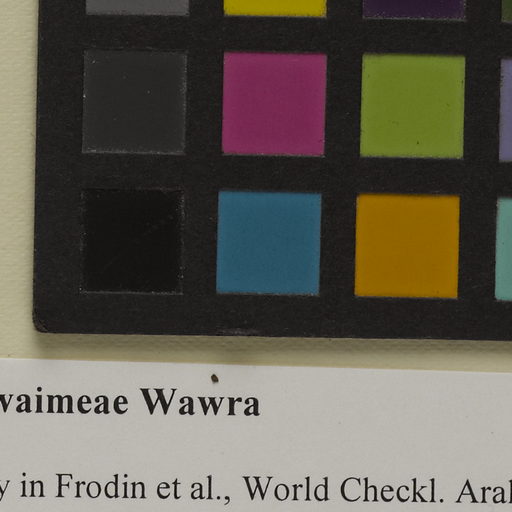 waimeae Wawra
y in Frodin et al., World Checkl. Aral